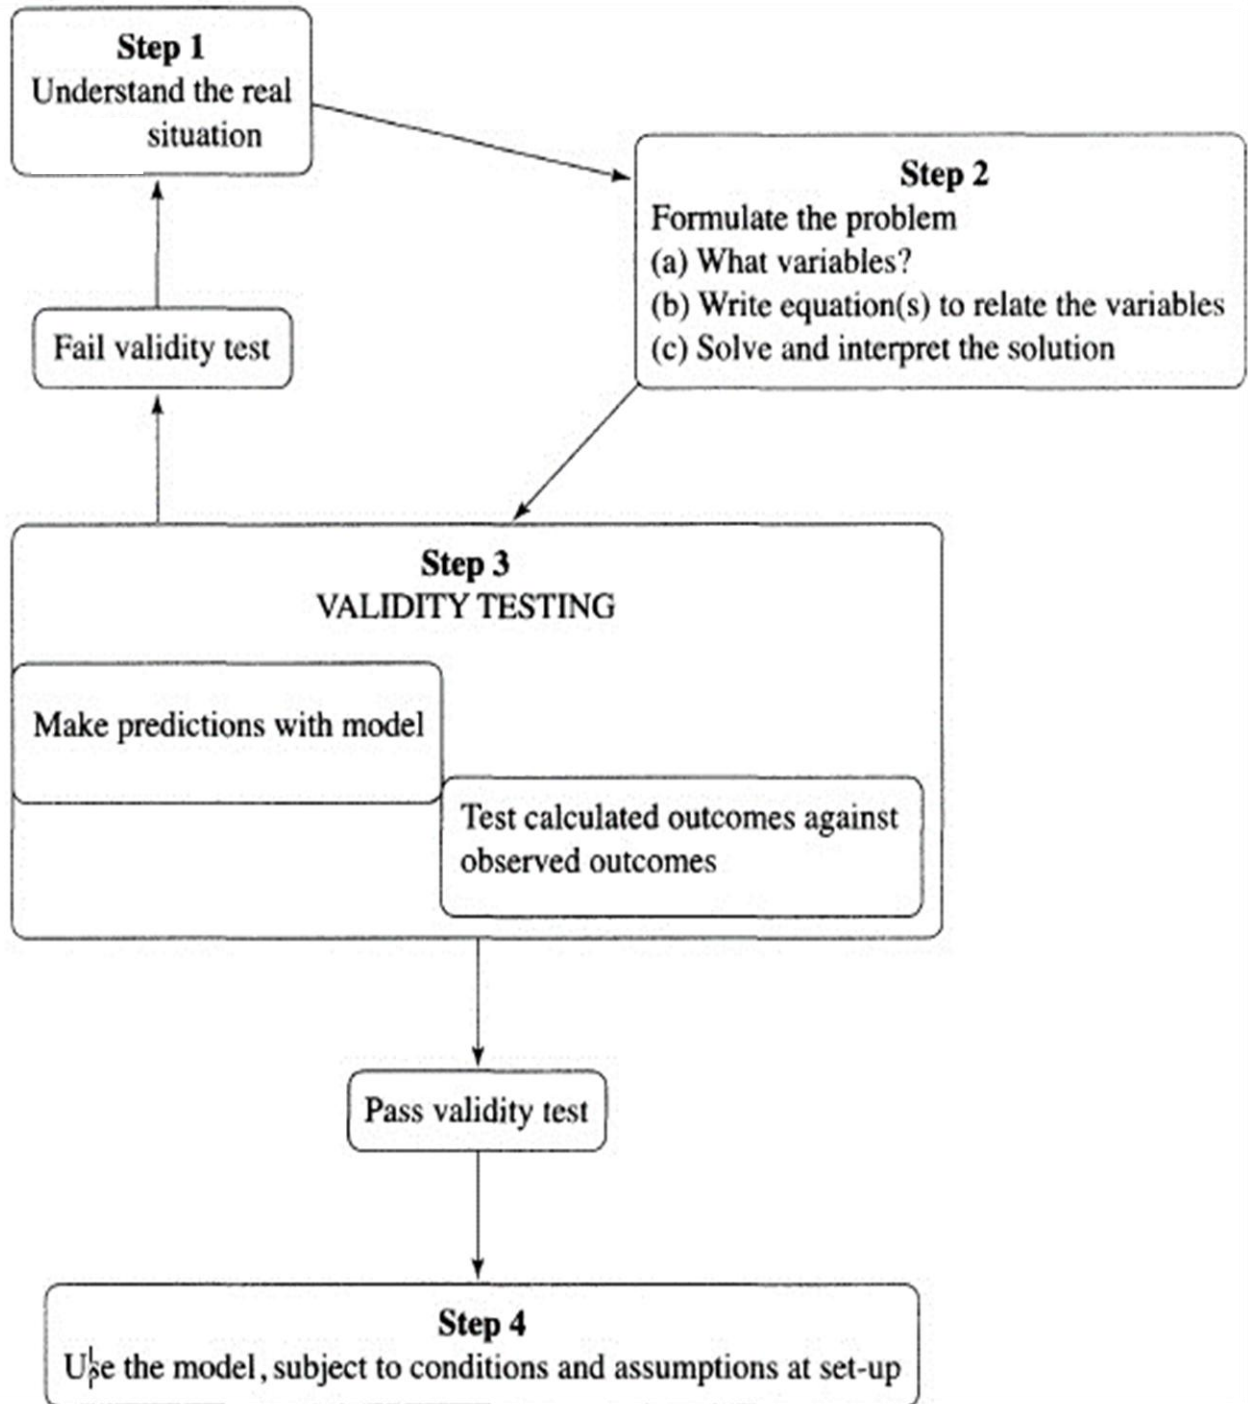 Step 1
Understand the real
situation
Step 2
Formulate the problem
(a) What variables?
(b) Write equation(s) to relate the variables
(c) Solve and interpret the solution
Fail validity test
Step 3
VALIDITY TESTING
Make predictions with model
Test calculated outcomes against
observed outcomes
Pass validity test
Step 4
Use the model, subject to conditions and assumptions at set-up